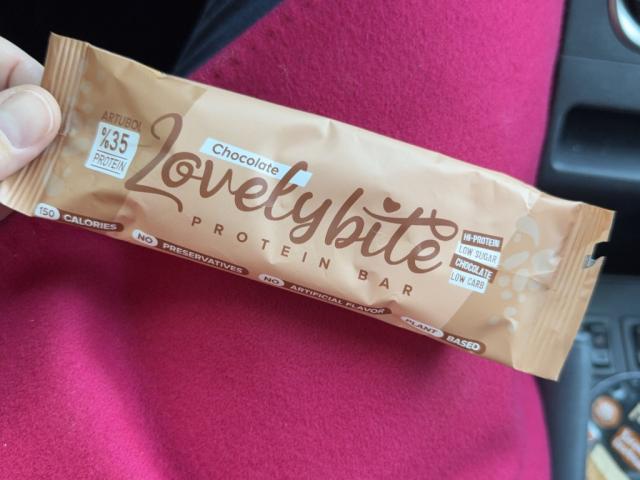 ARTUBOL
%35
PROTEIN
Chocolate
Lovelybite
PROTEIN BAR
HI-PROTEIN
LOW SUGAR
CHOCOLATE
LOW CARB
150 CALORIES
NO PRESERVATIVES
NO ARTIFICIAL FLAVOR
PLANT BASED